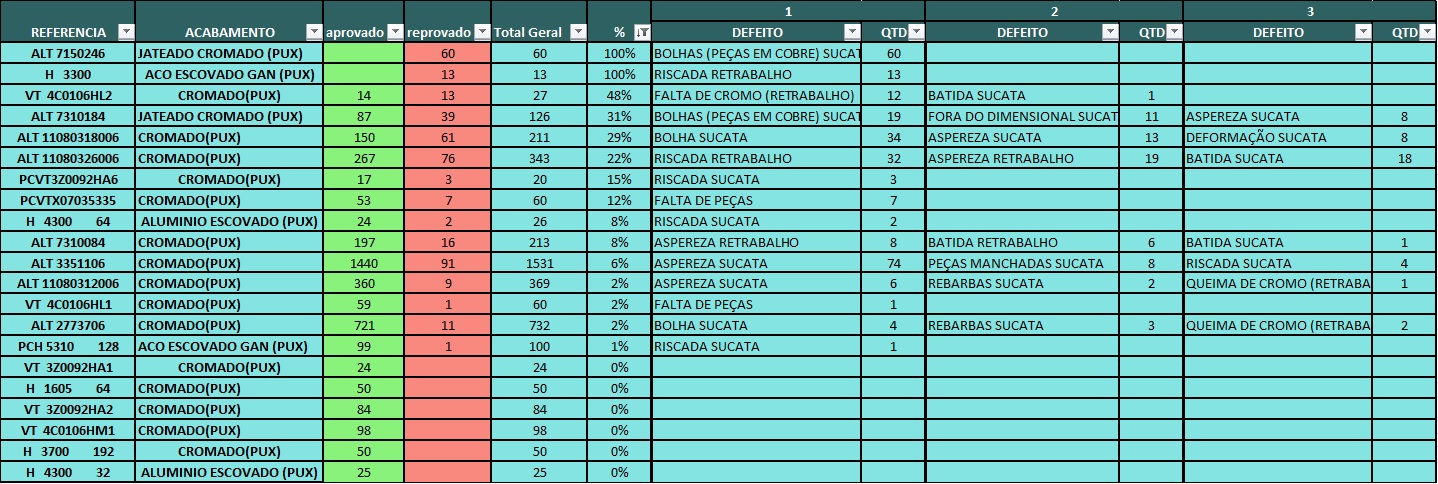 1 2 3
REFERENCIA ACABAMENTO aprovado reprovado Total Geral % DEFEITO QTD DEFEITO QTD DEFEITO QTD
ALT 7150246 JATEADO CROMADO (PUX) 60 60 100% BOLHAS (PEÇAS EM COBRE) SUCAT 60
H 3300 ACO ESCOVADO GAN (PUX) 13 13 100% RISCADA RETRABALHO 13
VT 4C0106HL2 CROMADO(PUX) 14 13 27 48% FALTA DE CROMO (RETRABALHO) 12 BATIDA SUCATA 1
ALT 7310184 JATEADO CROMADO (PUX) 87 39 126 31% BOLHAS (PEÇAS EM COBRE) SUCAT 19 FORA DO DIMENSIONAL SUCAT 11 ASPEREZA SUCATA 8
ALT 11080318006 CROMADO(PUX) 150 61 211 29% BOLHA SUCATA 34 ASPEREZA SUCATA 13 DEFORMAÇÃO SUCATA 8
ALT 11080326006 CROMADO(PUX) 267 76 343 22% RISCADA RETRABALHO 32 ASPEREZA RETRABALHO 19 BATIDA SUCATA 18
PCVT3Z0092HA6 CROMADO(PUX) 17 3 20 15% RISCADA SUCATA 3
PCVTX07035335 CROMADO(PUX) 53 7 60 12% FALTA DE PEÇAS 7
H 4300 64 ALUMINIO ESCOVADO (PUX) 24 2 26 8% RISCADA SUCATA 2
ALT 7310084 CROMADO(PUX) 197 16 213 8% ASPEREZA RETRABALHO 8 BATIDA RETRABALHO 6 BATIDA SUCATA 1
ALT 3351106 CROMADO(PUX) 1440 91 1531 6% ASPEREZA SUCATA 74 PEÇAS MANCHADAS SUCATA 8 RISCADA SUCATA 4
ALT 11080312006 CROMADO(PUX) 360 9 369 2% ASPEREZA SUCATA 6 REBARBAS SUCATA 2 QUEIMA DE CROMO (RETRABA 1
VT 4C0106HL1 CROMADO(PUX) 59 1 60 2% FALTA DE PEÇAS 1
ALT 2773706 CROMADO(PUX) 721 11 732 2% BOLHA SUCATA 4 REBARBAS SUCATA 3 QUEIMA DE CROMO (RETRABA 2
PCH 5310 128 ACO ESCOVADO GAN (PUX) 99 1 100 1% RISCADA SUCATA 1
VT 3Z0092HA1 CROMADO(PUX) 24 24 0%
H 1605 64 CROMADO(PUX) 50 50 0%
VT 3Z0092HA2 CROMADO(PUX) 84 84 0%
VT 4C0106HM1 CROMADO(PUX) 98 98 0%
H 3700 192 CROMADO(PUX) 50 50 0%
H 4300 32 ALUMINIO ESCOVADO (PUX) 25 25 0%